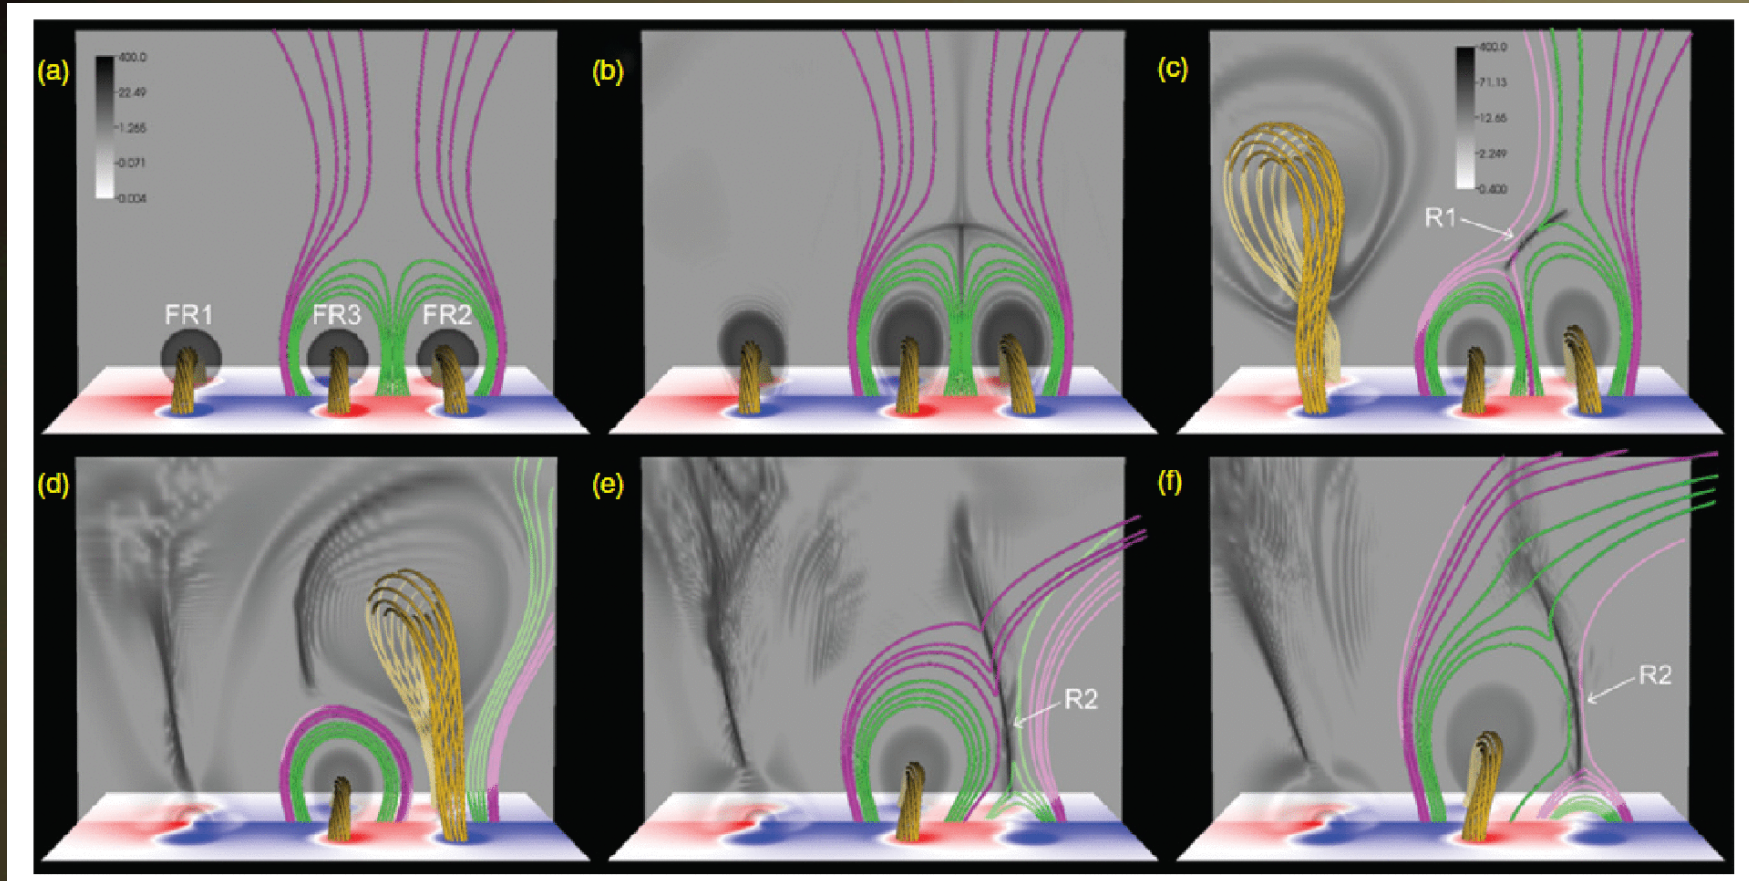 (a)
400.0
22.49
1.265
0.071
0.004
FR1
FR3
FR2
(b)
(c)
400.0
71.13
12.65
2.249
0.400
R1
(d)
(e)
R2
(f)
R2